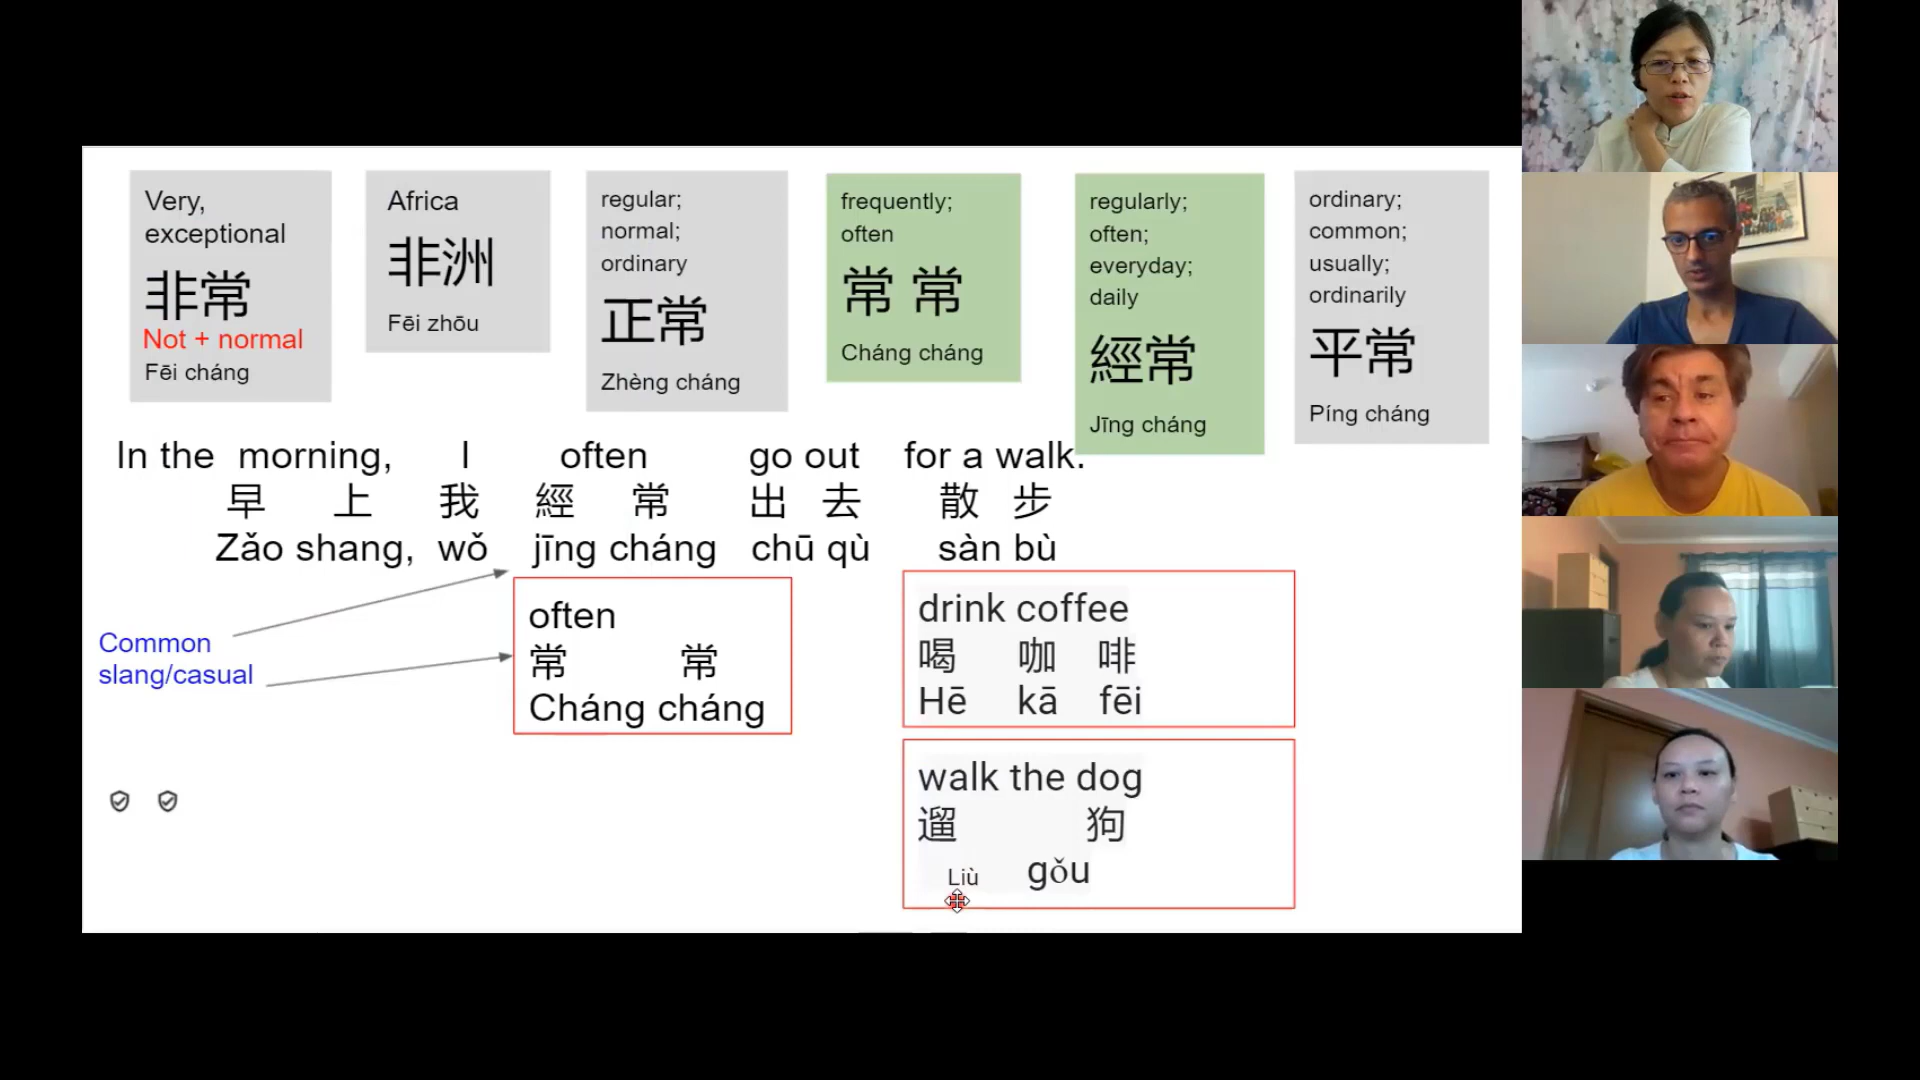 Very,
exceptional
非常
Not + normal
Fēi cháng
Africa
非洲
Fēi zhōu
regular;
normal;
ordinary
正常
Zhèng cháng
frequently;
often
常 常
Cháng cháng
regularly;
often;
everyday;
daily
經常
Jīng cháng
ordinary;
common;
usually;
ordinarily
平常
Píng cháng
In the morning, I often go out for a walk.
早 上 我 經 常 出 去 散 步
Zǎo shang, wǒ jīng cháng chū qù sàn bù
Common
slang/casual
often
常 常
Cháng cháng
drink coffee
喝 咖 啡
Hē kā fēi
walk the dog
遛 狗
Liù gǒu